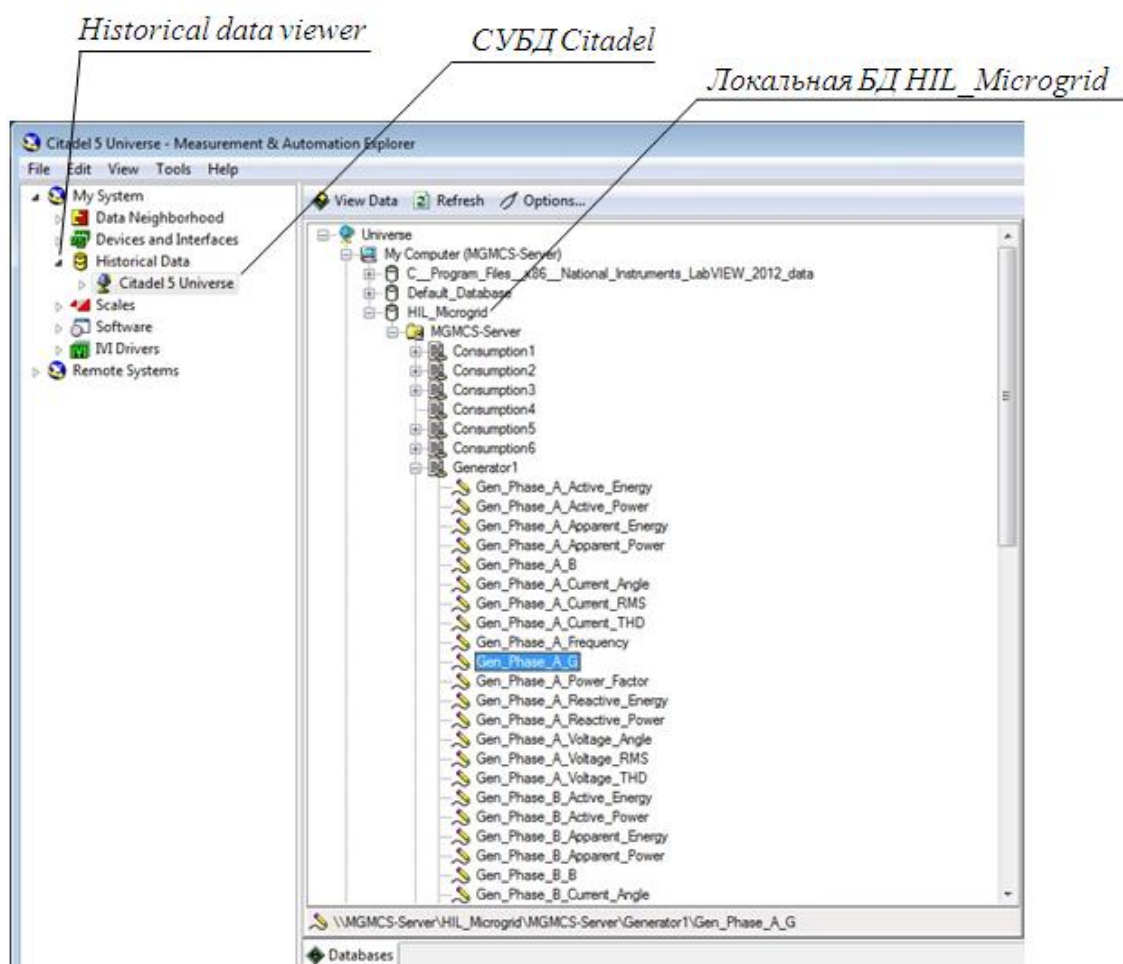 Historical data viewer
СУБД Citadel
Локальная БД HIL_Microgrid
Citadel 5 Universe - Measurement & Automation Explorer
File Edit View Tools Help
My System
Data Neighborhood
Devices and Interfaces
Historical Data
Citadel 5 Universe
Scales
Software
IVI Drivers
Remote Systems
View Data Refresh Options...
Universe
My Computer (MGMCS-Server)
C__Program_Files__x86__National_Instruments_LabVIEW_2012_data
Default_Database
HIL_Microgrid
MGMCS-Server
Consumption1
Consumption2
Consumption3
Consumption4
Consumption5
Consumption6
Generator1
Gen_Phase_A_Active_Energy
Gen_Phase_A_Active_Power
Gen_Phase_A_Apparent_Energy
Gen_Phase_A_Apparent_Power
Gen_Phase_A_B
Gen_Phase_A_Current_Angle
Gen_Phase_A_Current_RMS
Gen_Phase_A_Current_THD
Gen_Phase_A_Frequency
Gen_Phase_A_G
Gen_Phase_A_Power_Factor
Gen_Phase_A_Reactive_Energy
Gen_Phase_A_Reactive_Power
Gen_Phase_A_Voltage_Angle
Gen_Phase_A_Voltage_RMS
Gen_Phase_A_Voltage_THD
Gen_Phase_B_Active_Energy
Gen_Phase_B_Active_Power
Gen_Phase_B_Apparent_Energy
Gen_Phase_B_Apparent_Power
Gen_Phase_B_B
Gen_Phase_B_Current_Angle
\\MGMCS-Server\HIL_Microgrid\MGMCS-Server\Generator1\Gen_Phase_A_G
Databases